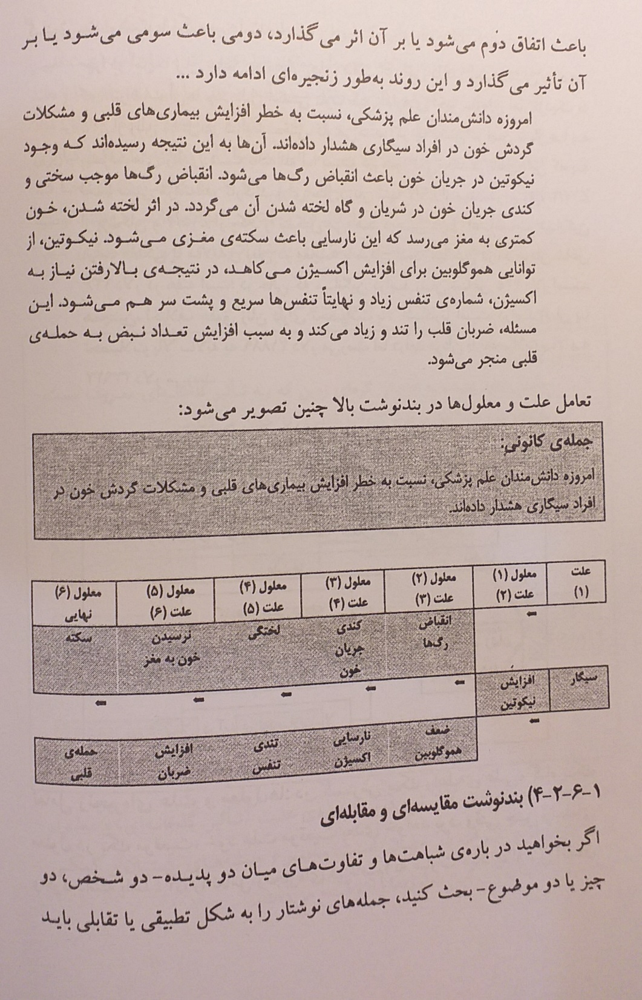 باعث اتفاق دوم می‌شود یا بر آن اثر می‌گذارد، دومی باعث سومی می‌شود یا بر
آن تأثیر می‌گذارد و این روند به‌طور زنجیره‌ای ادامه دارد ...
امروزه دانش‌مندان علم پزشکی، نسبت به خطر افزایش بیماری‌های قلبی و مشکلات
گردش خون در افراد سیگاری هشدار داده‌اند. آن‌ها به این نتیجه رسیده‌اند که وجود
نیکوتین در جریان خون باعث انقباض رگ‌ها می‌شود. انقباض رگ‌ها موجب سختی و
کندی جریان خون در شریان و گاه لخته شدن آن می‌گردد. در اثر لخته شدن، خون
کمتری به مغز می‌رسد که این نارسایی باعث سکته‌ی مغزی می‌شود. نیکوتین، از
توانایی هموگلوبین برای افزایش اکسیژن می‌کاهد، در نتیجه‌ی بالارفتن نیاز به
اکسیژن، شماره‌ی تنفس زیاد و نهایتاً تنفس‌ها سریع و پشت سر هم می‌شود. این
مسئله، ضربان قلب را تند و زیاد می‌کند و به سبب افزایش تعداد نبض به حمله‌ی
قلبی منجر می‌شود.
تعامل علت و معلول‌ها در بندنوشت بالا چنین تصویر می‌شود:
جمله‌ی کانونی:
امروزه دانش‌مندان علم پزشکی، نسبت به خطر افزایش بیماری‌های قلبی و مشکلات گردش خون در
افراد سیگاری هشدار داده‌اند.
علت معلول (۱) معلول (۲) معلول (۳) معلول (۴) معلول (۵) معلول (۶)
(۱) علت (۲) علت (۳) علت (۴) علت (۵) علت (۶) نهایی
انقباض کندی لختگی نرسیدن سکته
رگ‌ها جریان خون به مغز
خون
سیگار افزایش
نیکوتین
ضعف نارسایی تندی افزایش حمله‌ی
هموگلوبین اکسیژن تنفس ضربان قلبی
۱-۶-۲-۴) بندنوشت مقایسه‌ای و مقابله‌ای
اگر بخواهید در باره‌ی شباهت‌ها و تفاوت‌های میان دو پدیده- دو شخص، دو
چیز یا دو موضوع- بحث کنید، جمله‌های نوشتار را به شکل تطبیقی یا تقابلی باید